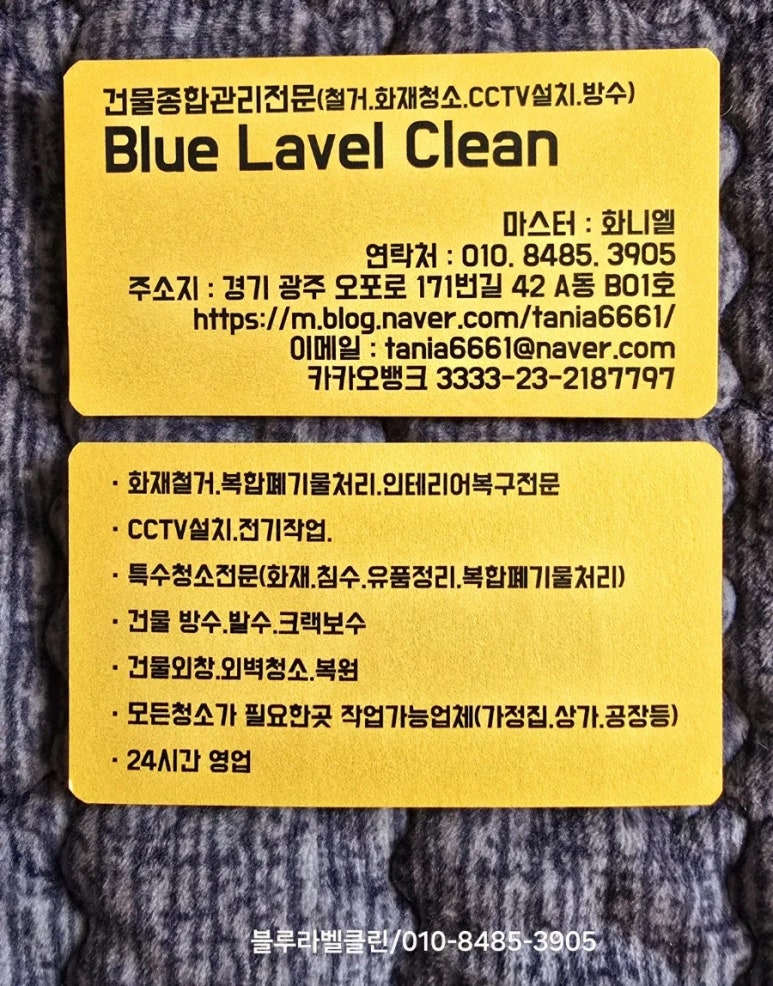 건물종합관리전문(철거.화재청소.CCTV설치.방수)
Blue Lavel Clean
마스터 : 화니엘
연락처 : 010. 8485. 3905
주소지 : 경기 광주 오포로 171번길 42 A동 B01호
https://m.blog.naver.com/tania6661/
이메일 : tania6661@naver.com
카카오뱅크 3333-23-2187797
· 화재철거.복합폐기물처리.인테리어복구전문
· CCTV설치.전기작업.
· 특수청소전문(화재.침수.유품정리.복합폐기물처리)
· 건물 방수.발수.크랙보수
· 건물외창.외벽청소.복원
· 모든청소가 필요한곳 작업가능업체(가정집.상가.공장등)
· 24시간 영업
블루라벨클린/010-8485-3905